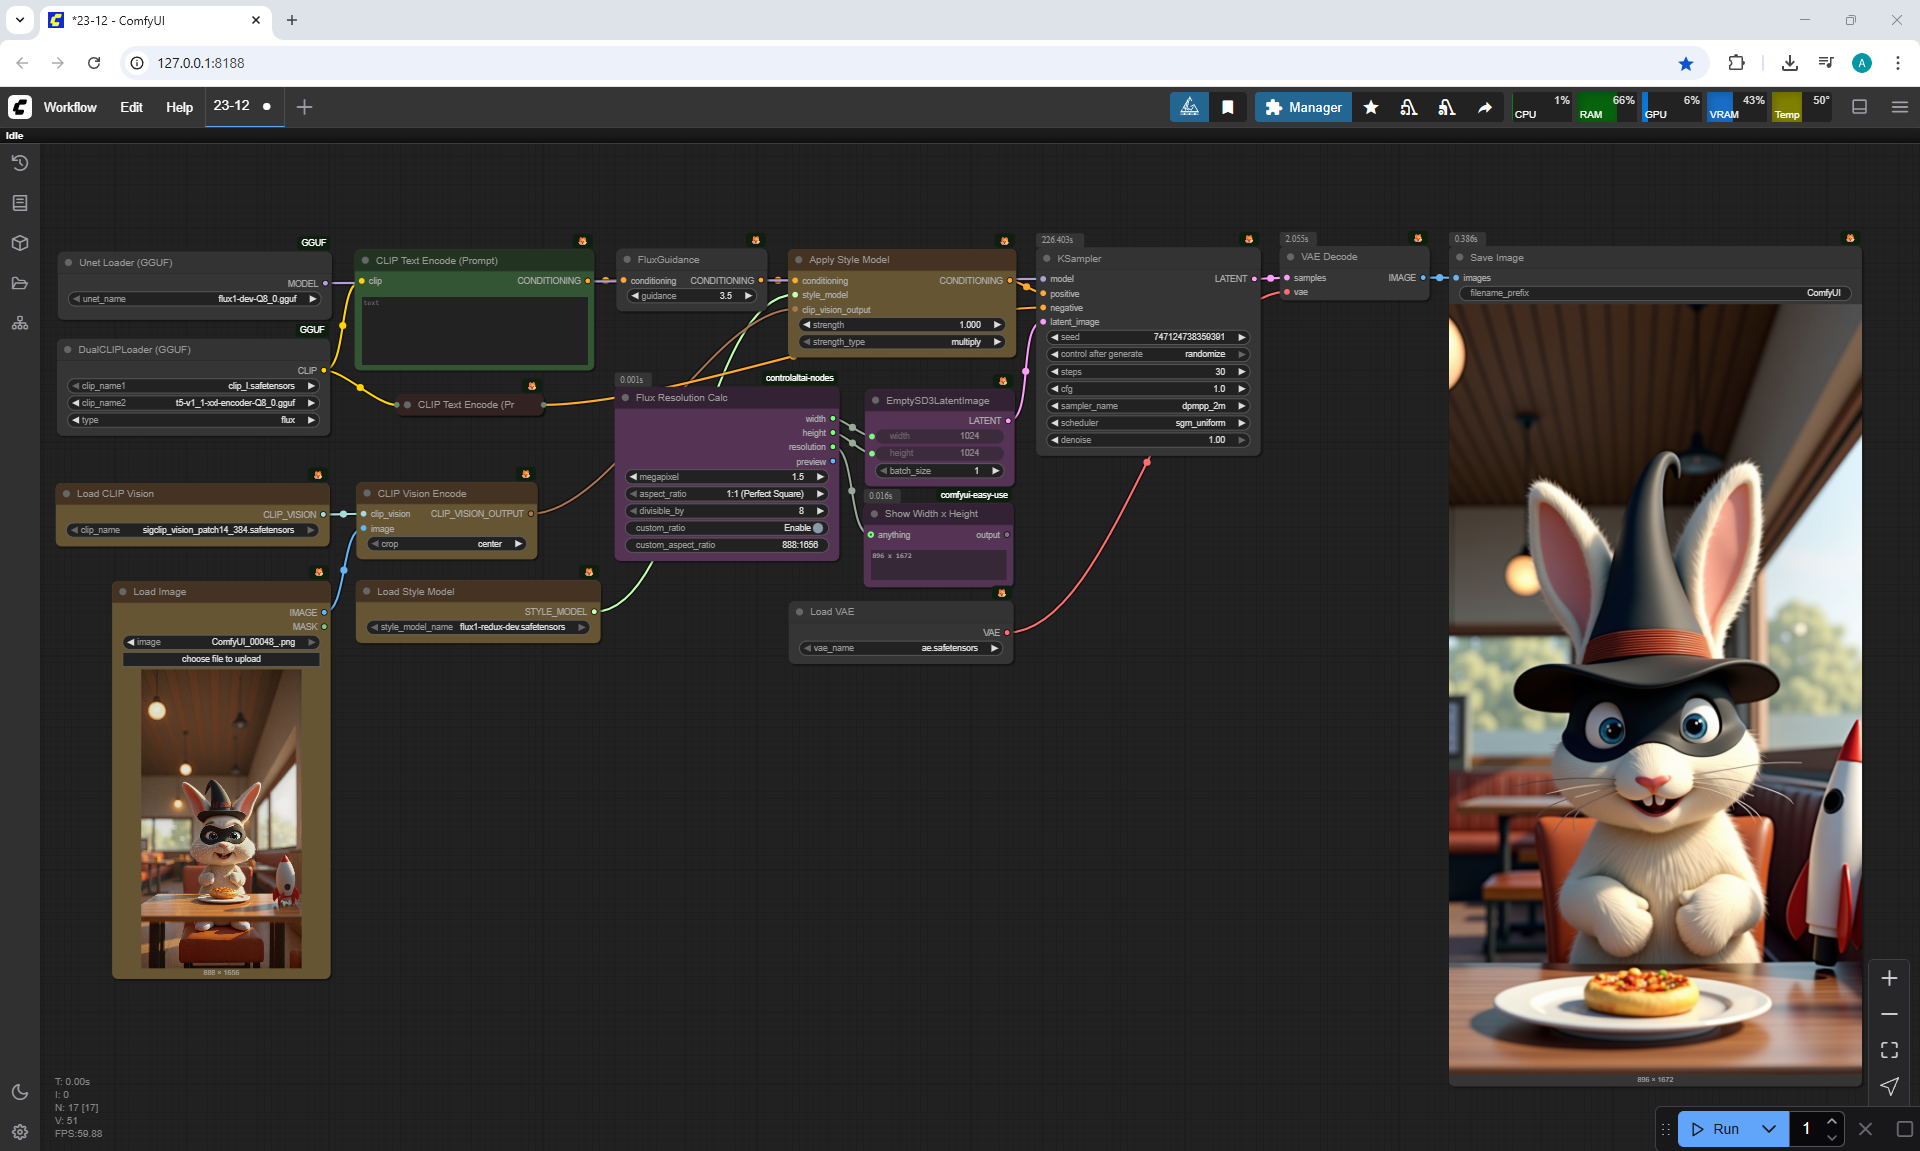 *23-12 - ComfyUI
127.0.0.1:8188
A
Workflow Edit Help 23-12
Manager
CPU 1% RAM 66% GPU 6% VRAM 43% Temp 50°
Idle
GGUF
Unet Loader (GGUF)
MODEL
unet_name flux1-dev-Q8_0.gguf
GGUF
DualCLIPLoader (GGUF)
CLIP
clip_name1 clip_l.safetensors
clip_name2 t5-v1_1-xxl-encoder-Q8_0.gguf
type flux
CLIP Text Encode (Prompt)
clip CONDITIONING
text
CLIP Text Encode (Pr
FluxGuidance
conditioning CONDITIONING
guidance 3.5
Apply Style Model
conditioning CONDITIONING
style_model
clip_vision_output
strength 1.000
strength_type multiply
226.403s
KSampler
model LATENT
positive
negative
latent_image
seed 747124738359391
control after generate randomize
steps 30
cfg 1.0
sampler_name dpmpp_2m
scheduler sgm_uniform
denoise 1.00
2.055s
VAE Decode
samples IMAGE
vae
0.386s
Save Image
images
filename_prefix ComfyUI
896 × 1672
0.001s
controlaltai-nodes
Flux Resolution Calc
width
height
resolution
preview
megapixel 1.5
aspect_ratio 1:1 (Perfect Square)
divisible_by 8
custom_ratio Enable
custom_aspect_ratio 888:1656
EmptySD3LatentImage
LATENT
width 1024
height 1024
batch_size 1
0.016s
comfyui-easy-use
Show Width x Height
anything output
896 x 1672
Load VAE
VAE
vae_name ae.safetensors
Load CLIP Vision
CLIP_VISION
clip_name sigclip_vision_patch14_384.safetensors
CLIP Vision Encode
clip_vision CLIP_VISION_OUTPUT
image
crop center
Load Image
IMAGE
MASK
image ComfyUI_00048_.png
choose file to upload
888 × 1656
Load Style Model
STYLE_MODEL
style_model_name flux1-redux-dev.safetensors
T: 0.00s
I: 0
N: 17 [17]
V: 51
FPS:59.88
Run 1